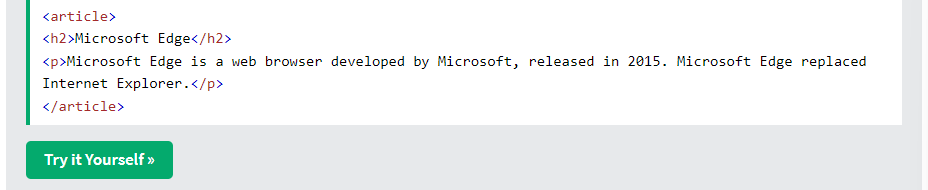 <article>
<h2>Microsoft Edge</h2>
<p>Microsoft Edge is a web browser developed by Microsoft, released in 2015. Microsoft Edge replaced
Internet Explorer.</p>
</article>
Try it Yourself »